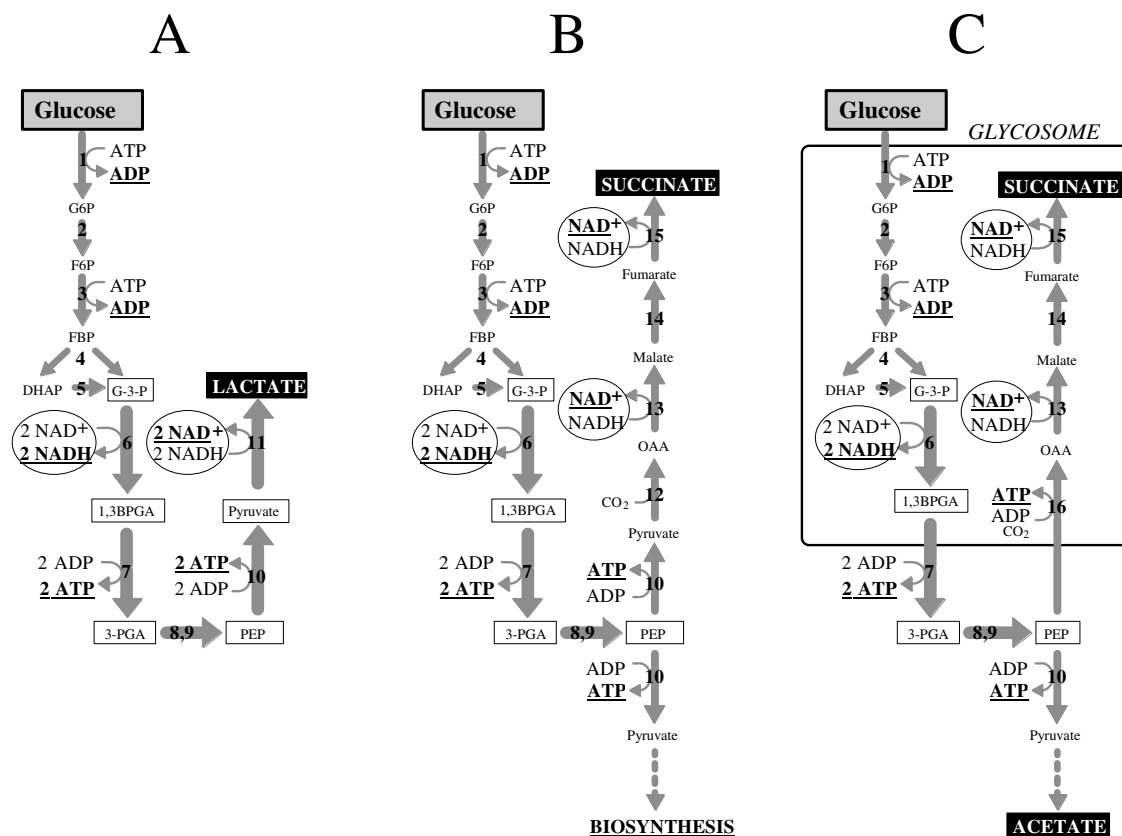 A
Glucose
1
ATP
ADP
G6P
2
F6P
3
ATP
ADP
FBP
4
DHAP
5
G-3-P
2 NAD+
2 NADH
6
1,3BPGA
2 ADP
2 ATP
7
3-PGA
8,9
PEP
2 ATP
2 ADP
10
Pyruvate
2 NAD+
2 NADH
11
LACTATE
B
Glucose
1
ATP
ADP
G6P
2
F6P
3
ATP
ADP
FBP
4
DHAP
5
G-3-P
2 NAD+
2 NADH
6
1,3BPGA
2 ADP
2 ATP
7
3-PGA
8,9
PEP
ATP
ADP
10
Pyruvate
CO2
12
OAA
NAD+
NADH
13
Malate
14
Fumarate
NAD+
NADH
15
SUCCINATE
ADP
ATP
10
Pyruvate
BIOSYNTHESIS
C
Glucose
GLYCOSOME
1
ATP
ADP
G6P
2
F6P
3
ATP
ADP
FBP
4
DHAP
5
G-3-P
2 NAD+
2 NADH
6
1,3BPGA
2 ADP
2 ATP
7
3-PGA
8,9
PEP
ATP
ADP
CO2
16
OAA
NAD+
NADH
13
Malate
14
Fumarate
NAD+
NADH
15
SUCCINATE
ADP
ATP
10
Pyruvate
ACETATE